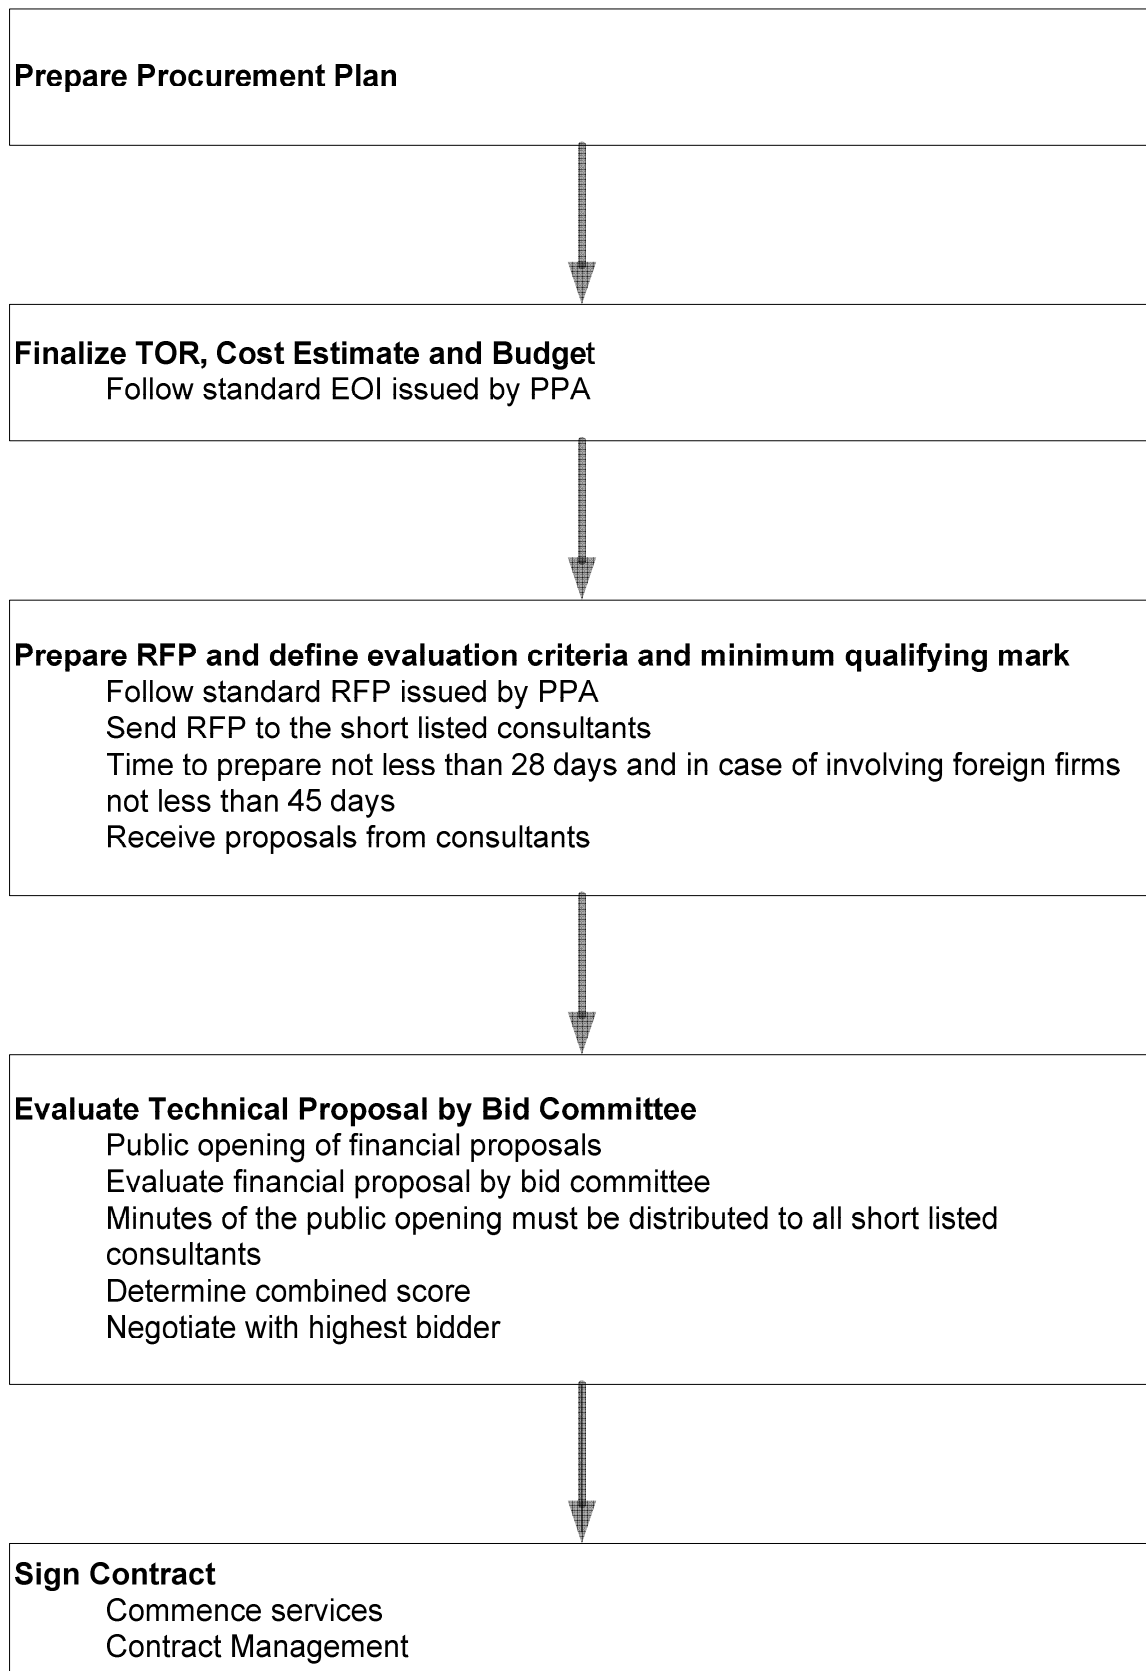 Prepare Procurement Plan
Finalize TOR, Cost Estimate and Budget
Follow standard EOI issued by PPA
Prepare RFP and define evaluation criteria and minimum qualifying mark
Follow standard RFP issued by PPA
Send RFP to the short listed consultants
Time to prepare not less than 28 days and in case of involving foreign firms
not less than 45 days
Receive proposals from consultants
Evaluate Technical Proposal by Bid Committee
Public opening of financial proposals
Evaluate financial proposal by bid committee
Minutes of the public opening must be distributed to all short listed
consultants
Determine combined score
Negotiate with highest bidder
Sign Contract
Commence services
Contract Management